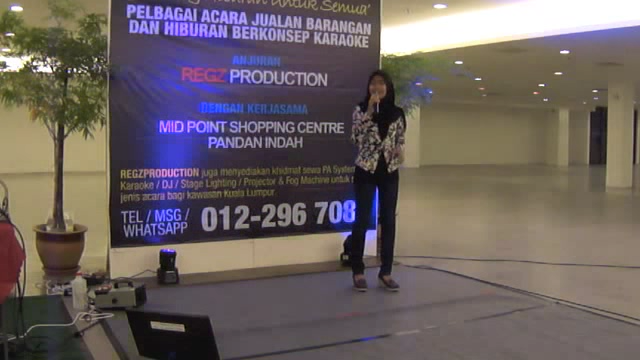 untuk Semua'
PELBAGAI ACARA JUALAN BARANGAN
DAN HIBURAN BERKONSEP KARAOKE
ANJURAN
REGZ PRODUCTION
DENGAN KERJASAMA
MID POINT SHOPPING CENTRE
PANDAN INDAH
REGZPRODUCTION juga menyediakan khidmat sewa PA System
Karaoke / DJ / Stage Lighting / Projector & Fog Machine untuk
jenis acara bagi kawasan Kuala Lumpur.
TEL / MSG /
WHATSAPP
012-296 708